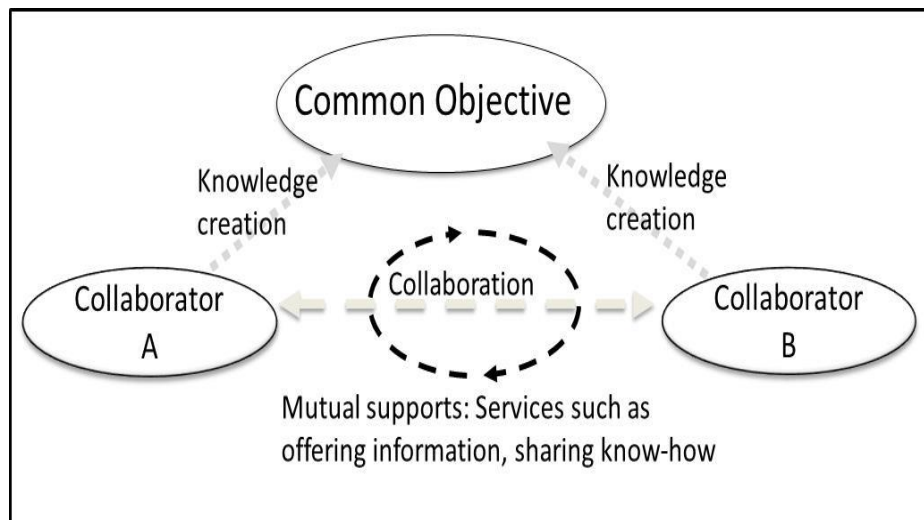 Common Objective
Knowledge
creation
Knowledge
creation
Collaboration
Collaborator
A
Collaborator
B
Mutual supports: Services such as
offering information, sharing know-how